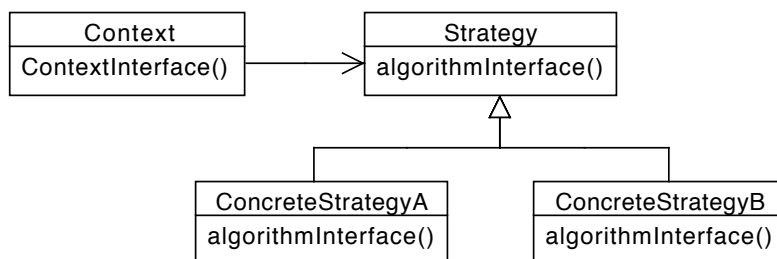 Context
ContextInterface()
Strategy
algorithmInterface()
ConcreteStrategyA
algorithmInterface()
ConcreteStrategyB
algorithmInterface()